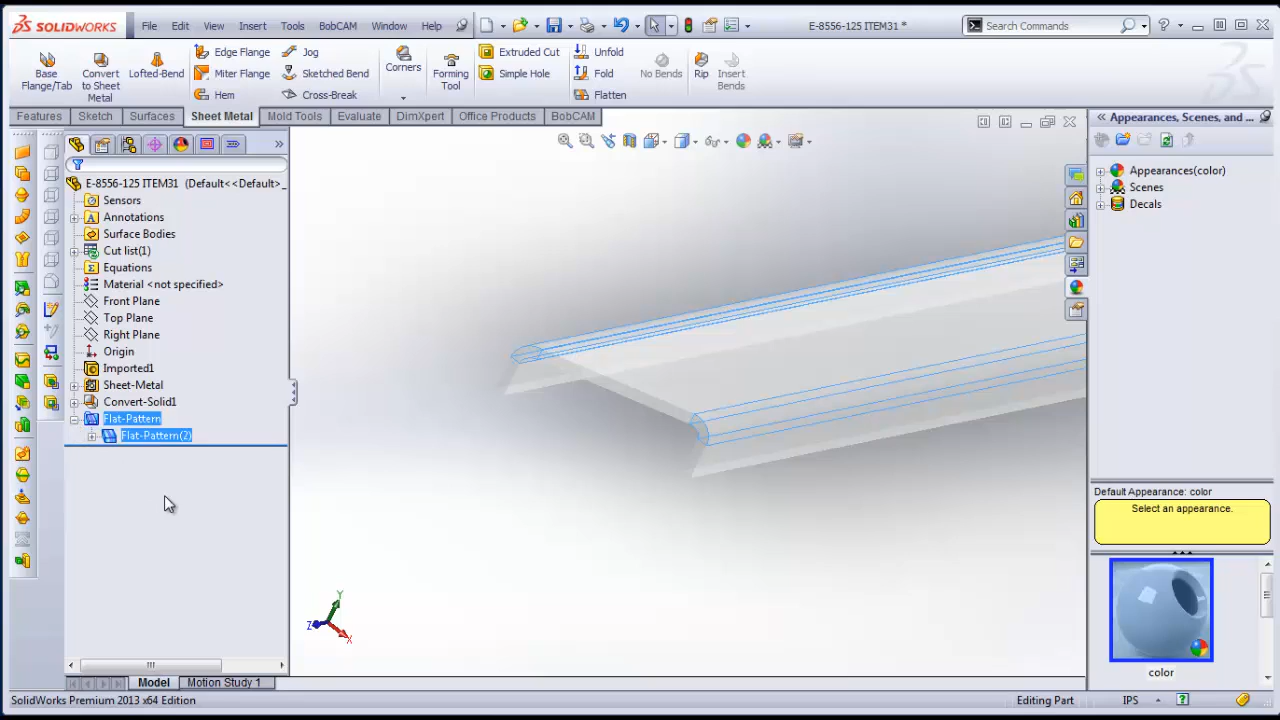 SOLIDWORKS File Edit View Insert Tools BobCAM Window Help E-8556-125 ITEM31 * Search Commands
Base Flange/Tab
Convert to Sheet Metal
Lofted-Bend
Edge Flange
Miter Flange
Hem
Jog
Sketched Bend
Cross-Break
Corners
Forming Tool
Extruded Cut
Simple Hole
Unfold
Fold
Flatten
No Bends
Rip
Insert Bends
Features Sketch Surfaces Sheet Metal Mold Tools Evaluate DimXpert Office Products BobCAM
E-8556-125 ITEM31 (Default<<Default>_
Sensors
Annotations
Surface Bodies
Cut list(1)
Equations
Material <not specified>
Front Plane
Top Plane
Right Plane
Origin
Imported1
Sheet-Metal
Convert-Solid1
Flat-Pattern
Flat-Pattern(2)
Y
Z
X
Appearances, Scenes, and ...
Appearances(color)
Scenes
Decals
Default Appearance: color
Select an appearance.
color
Model Motion Study 1
SolidWorks Premium 2013 x64 Edition Editing Part IPS